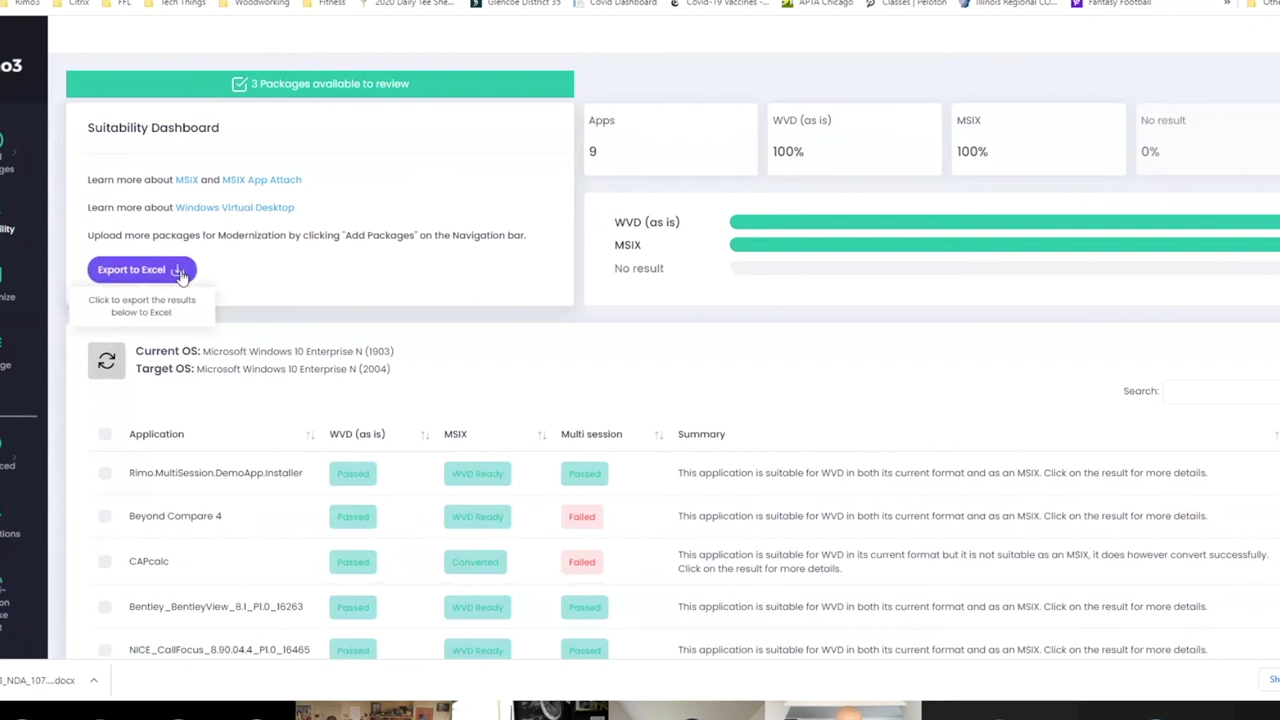 Rimo3
Citrix
FFL
Tech Things
Woodworking
Fitness
2020 Daily Tee She...
Glencoe District 35
Covid Dashboard
Covid-19 Vaccines -...
APTA Chicago
Classes | Peloton
Illinois Regional CO...
Fantasy Football
»
o3
3 Packages available to review
Suitability Dashboard
Learn more about MSIX and MSIX App Attach
Learn more about Windows Virtual Desktop
Upload more packages for Modernization by clicking "Add Packages" on the Navigation bar.
Export to Excel
Click to export the results
below to Excel
Apps
9
WVD (as is)
100%
MSIX
100%
No result
0%
WVD (as is)
MSIX
No result
Current OS: Microsoft Windows 10 Enterprise N (1903)
Target OS: Microsoft Windows 10 Enterprise N (2004)
Search:
Application WVD (as is) MSIX Multi session Summary
Rimo.MultiSession.DemoApp.Installer Passed WVD Ready Passed This application is suitable for WVD in both its current format and as an MSIX. Click on the result for more details.
Beyond Compare 4 Passed WVD Ready Failed This application is suitable for WVD in both its current format and as an MSIX. Click on the result for more details.
CAPcalc Passed Converted Failed This application is suitable for WVD in its current format but it is not suitable as an MSIX, it does however convert successfully.
Click on the result for more details.
Bentley_BentleyView_8.1_P1.0_16263 Passed WVD Ready Passed This application is suitable for WVD in both its current format and as an MSIX. Click on the result for more details.
NICE_CallFocus_8.90.04.4_P1.0_16465 Passed WVD Ready Passed This application is suitable for WVD in both its current format and as an MSIX. Click on the result for more details.
_NDA_107....docx
Sh